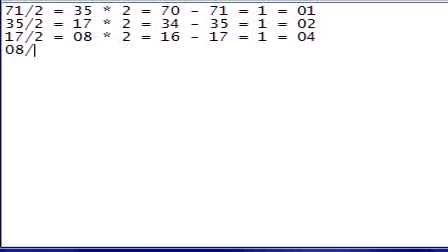 71/2 = 35 * 2 = 70 - 71 = 1 = 01
35/2 = 17 * 2 = 34 - 35 = 1 = 02
17/2 = 08 * 2 = 16 - 17 = 1 = 04
08/